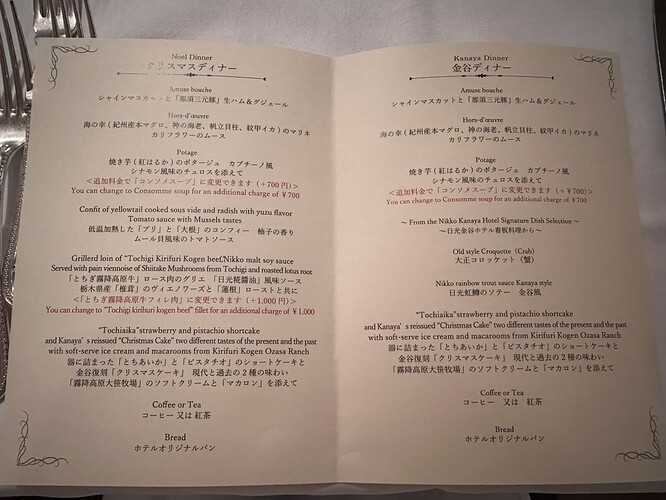 Noel Dinner
クリスマスディナー
Amuse bouche
シャインマスカットと「那須三元豚」生ハム＆グジェール
Hors-d'œuvre
海の幸 ( 紀州産本マグロ、神の海老、帆立貝柱、紋甲イカ ) のマリネ
カリフラワーのムース
Potage
焼き芋 ( 紅はるか ) のポタージュ　カプチーノ風
シナモン風味のチュロスを添えて
＜追加料金で「コンソメスープ」に変更できます（＋700 円）＞
You can change to Consomme soup for an additional charge of ¥700
Confit of yellowtail cooked sous vide and radish with yuzu flavor
Tomato sauce with Mussels tastes
低温加熱した「ブリ」と「大根」のコンフィー　柚子の香り
ムール貝風味のトマトソース
Grillerd loin of "Tochigi Kirifuri Kogen beef,Nikko malt soy sauce
Served with pain viennoise of Shiitake Mushrooms from Tochigi and roasted lotus root
「とちぎ霧降高原牛」ロース肉のグリエ　「日光糀醤油」風味ソース
栃木県産「椎茸」のヴィエノワーズと「蓮根」ローストと共に
＜「とちぎ霧降高原牛フィレ肉」に変更できます（＋1,000 円）＞
You can change to "Tochigi kirihuri kogen beef" fillet for an additional charge of ¥1,000
"Tochiaika"strawberry and pistachio shortcake
and Kanaya' s reissued "Christmas Cake" two different tastes of the present and the past
with soft-serve ice cream and macarooms from Kirifuri Kogen Ozasa Ranch
器に詰まった「とちあいか」と「ピスタチオ」のショートケーキと
金谷復刻「クリスマスケーキ」　現代と過去の２種の味わい
「霧降高原大笹牧場」のソフトクリームと「マカロン」を添えて
Coffee or Tea
コーヒー 又は 紅茶
Bread
ホテルオリジナルパン
Kanaya Dinner
金谷ディナー
Amuse bouche
シャインマスカットと「那須三元豚」生ハム＆グジェール
Hors-d'œuvre
海の幸 ( 紀州産本マグロ、神の海老、帆立貝柱、紋甲イカ ) のマリネ
カリフラワーのムース
Potage
焼き芋 ( 紅はるか ) のポタージュ　カプチーノ風
シナモン風味のチュロスを添えて
＜追加料金で「コンソメスープ」に変更できます（＋¥700）＞
You can change to Consomme soup for an additional charge of ¥700
～ From the Nikko Kanaya Hotel Signature Dish Selection ～
～日光金谷ホテル看板料理から～
Old style Croquette（Crab）
大正コロッケット（蟹）
Nikko rainbow trout sauce Kanaya style
日光虹鱒のソテー　金谷風
"Tochiaika"strawberry and pistachio shortcake
and Kanaya' s reissued "Christmas Cake" two different tastes of the present and the past
with soft-serve ice cream and macarooms from Kirifuri Kogen Ozasa Ranch
器に詰まった「とちあいか」と「ピスタチオ」のショートケーキと
金谷復刻「クリスマスケーキ」　現代と過去の２種の味わい
「霧降高原大笹牧場」のソフトクリームと「マカロン」を添えて
Coffee or Tea
コーヒー　又は　紅茶
Bread
ホテルオリジナルパン